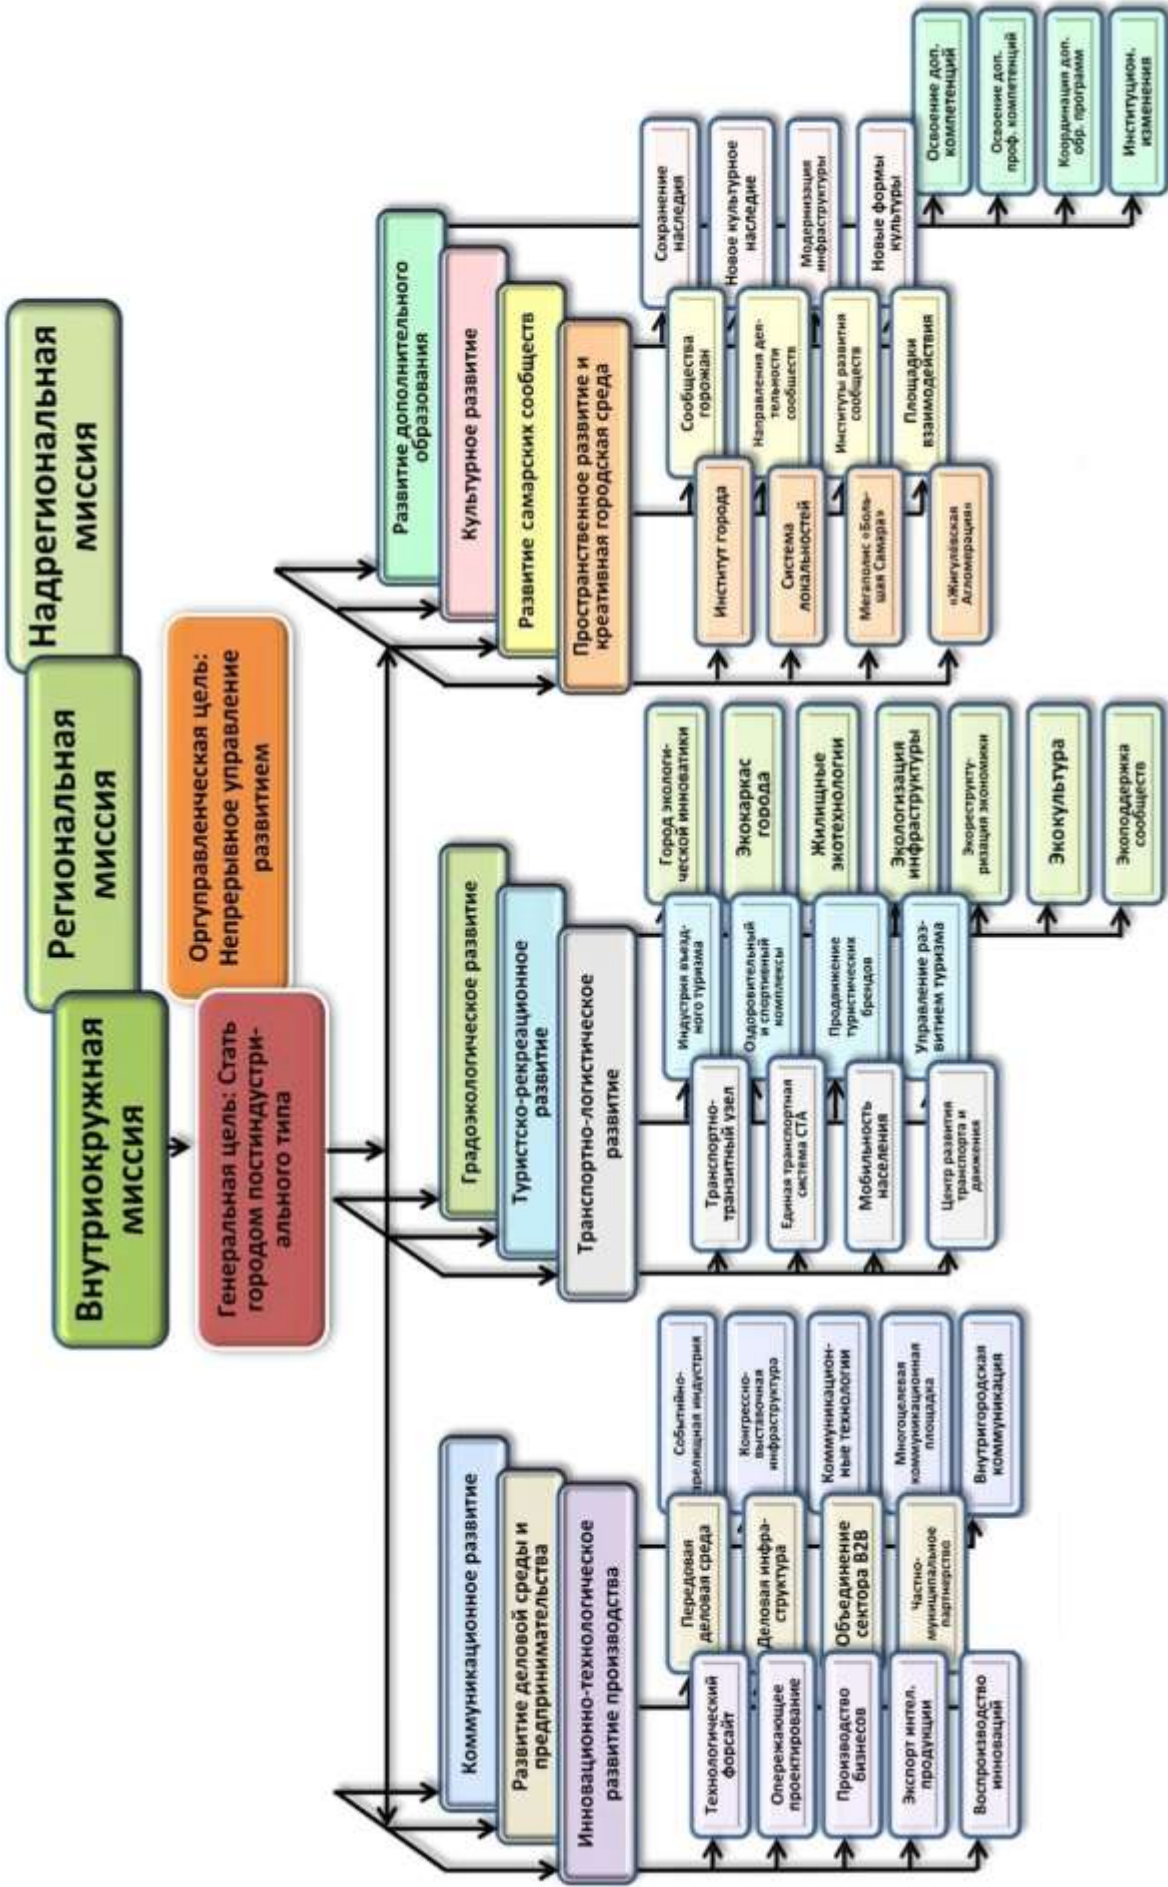 Внутриокружная
миссия
Региональная
миссия
Надрегиональная
миссия
Генеральная цель: Стать
городом постиндустри-
ального типа
Оргуправленческая цель:
Непрерывное управление
развитием
Коммуникационное развитие
Развитие деловой среды и
предпринимательства
Инновационно-технологическое
развитие производства
Градоэкологическое развитие
Туристско-рекреационное
развитие
Транспортно-логистическое
развитие
Развитие дополнительного
образования
Культурное развитие
Развитие самарских сообществ
Пространственное развитие и
креативная городская среда
Технологический
форсайт
Опережающее
проектирование
Производство
бизнесов
Экспорт интел.
продукции
Воспроизводство
инноваций
Передовая
деловая среда
Деловая инфра-
структура
Объединение
сектора B2B
Частно-
муниципальное
партнерство
Событийно-
зрелищная индустрия
Конгрессно-
выставочная
инфраструктура
Коммуникацион-
ные технологии
Многоцелевая
коммуникационная
площадка
Внутригородская
коммуникация
Транспортно-
транзитный узел
Единая транспортная
система СТА
Мобильность
населения
Центр развития
транспорта и
движения
Индустрия въезд-
ного туризма
Оздоровительный
и спортивный
комплексы
Продвижение
туристических
брендов
Управление раз-
витием туризма
Город экологи-
ческой инноватики
Экокаркас
города
Жилищные
экотехнологии
Экологизация
инфраструктуры
Экореструкту-
ризация экономики
Экокультура
Экоподдержка
сообществ
Институт города
Система
локальностей
Мегаполис «Боль-
шая Самара»
«Жигулёвская
Агломерация»
Сообщества
горожан
Направления дея-
тельности
сообществ
Институты развития
сообществ
Площадки
взаимодействия
Сохранение
наследия
Новое культурное
наследие
Модернизация
инфраструктуры
Новые формы
культуры
Освоение доп.
компетенций
Освоение доп.
проф. компетенций
Координация доп.
обр. программ
Институцион.
изменения